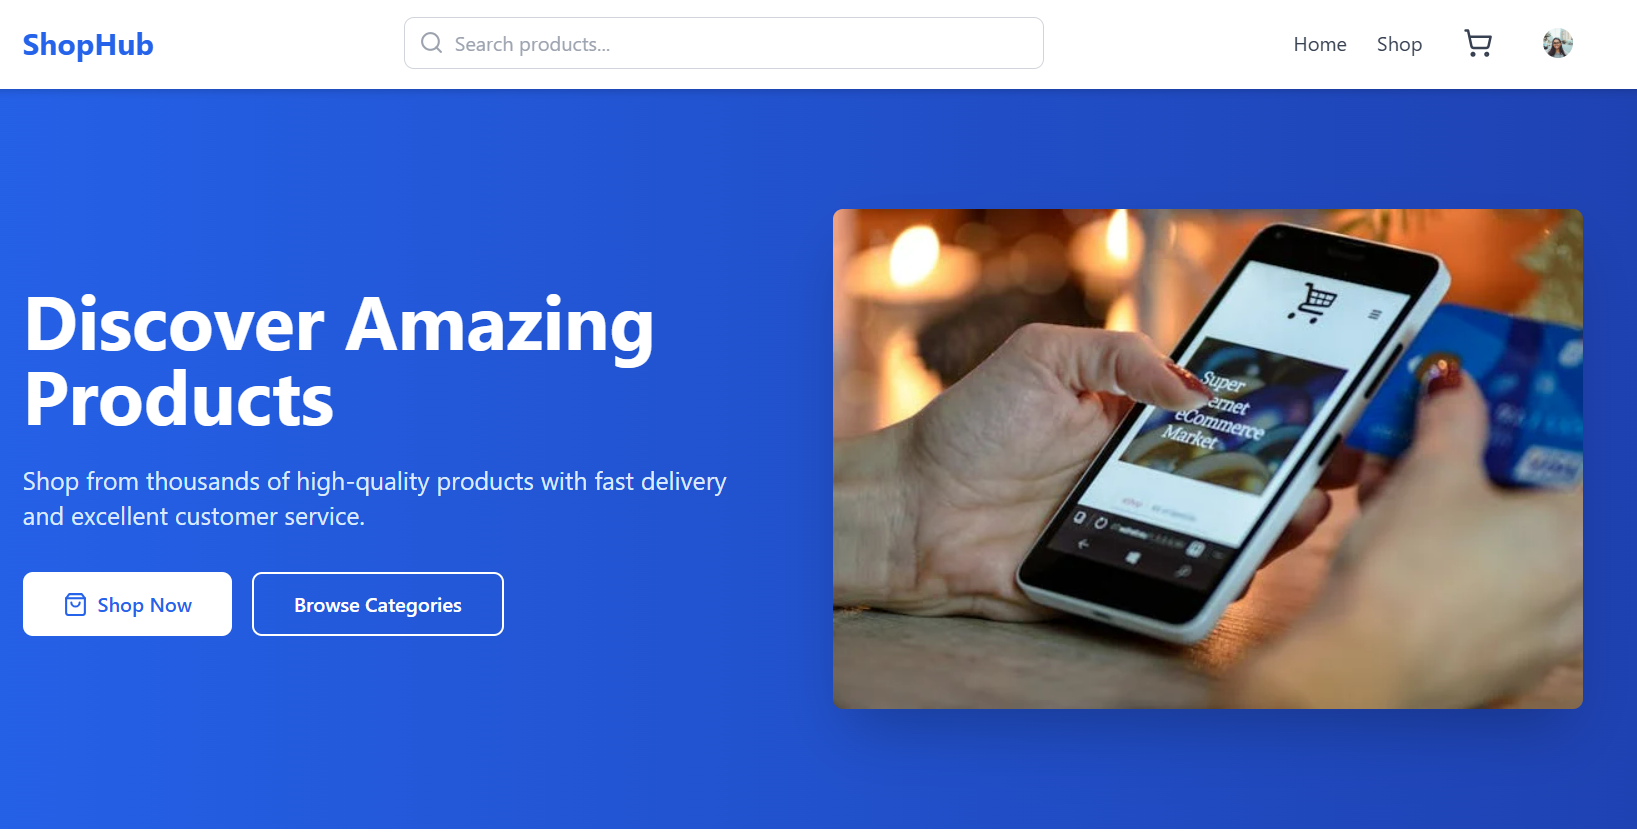 ShopHub
Search products...
Home
Shop
Discover Amazing
Products
Shop from thousands of high-quality products with fast delivery
and excellent customer service.
Shop Now
Browse Categories
Super
ernet
eCommerce
Market